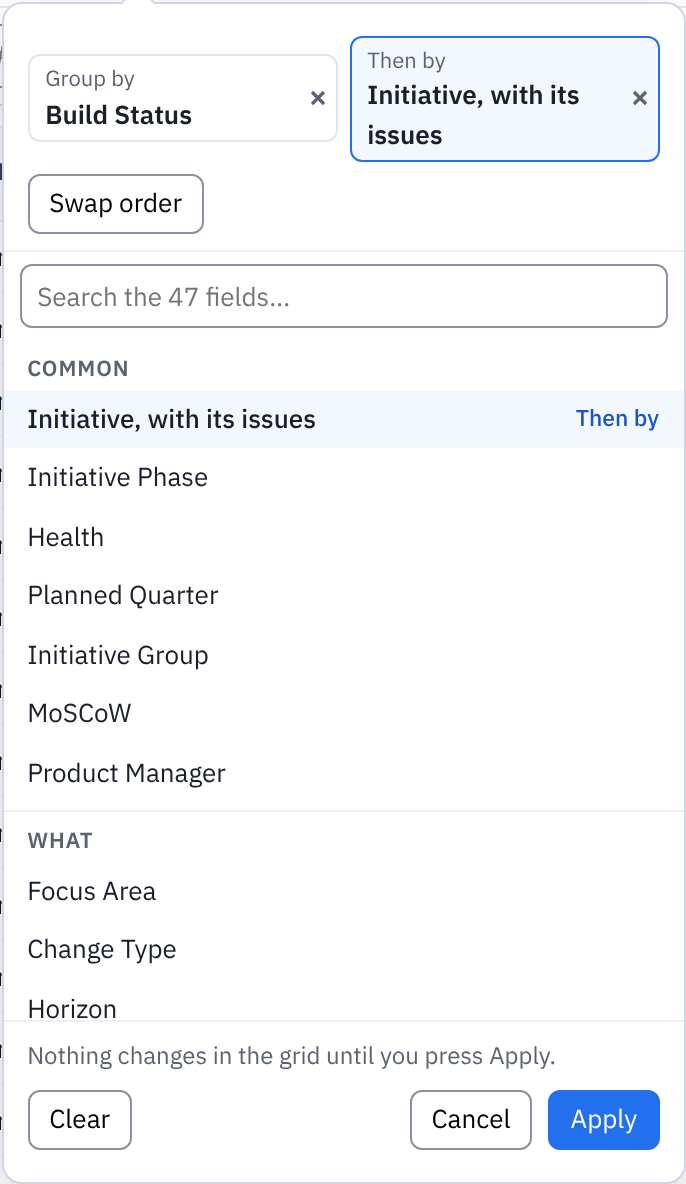 Group by
Build Status
×
Then by
Initiative, with its
issues
×
Swap order
Search the 47 fields...
COMMON
Initiative, with its issues Then by
Initiative Phase
Health
Planned Quarter
Initiative Group
MoSCoW
Product Manager
WHAT
Focus Area
Change Type
Horizon
Nothing changes in the grid until you press Apply.
Clear Cancel Apply